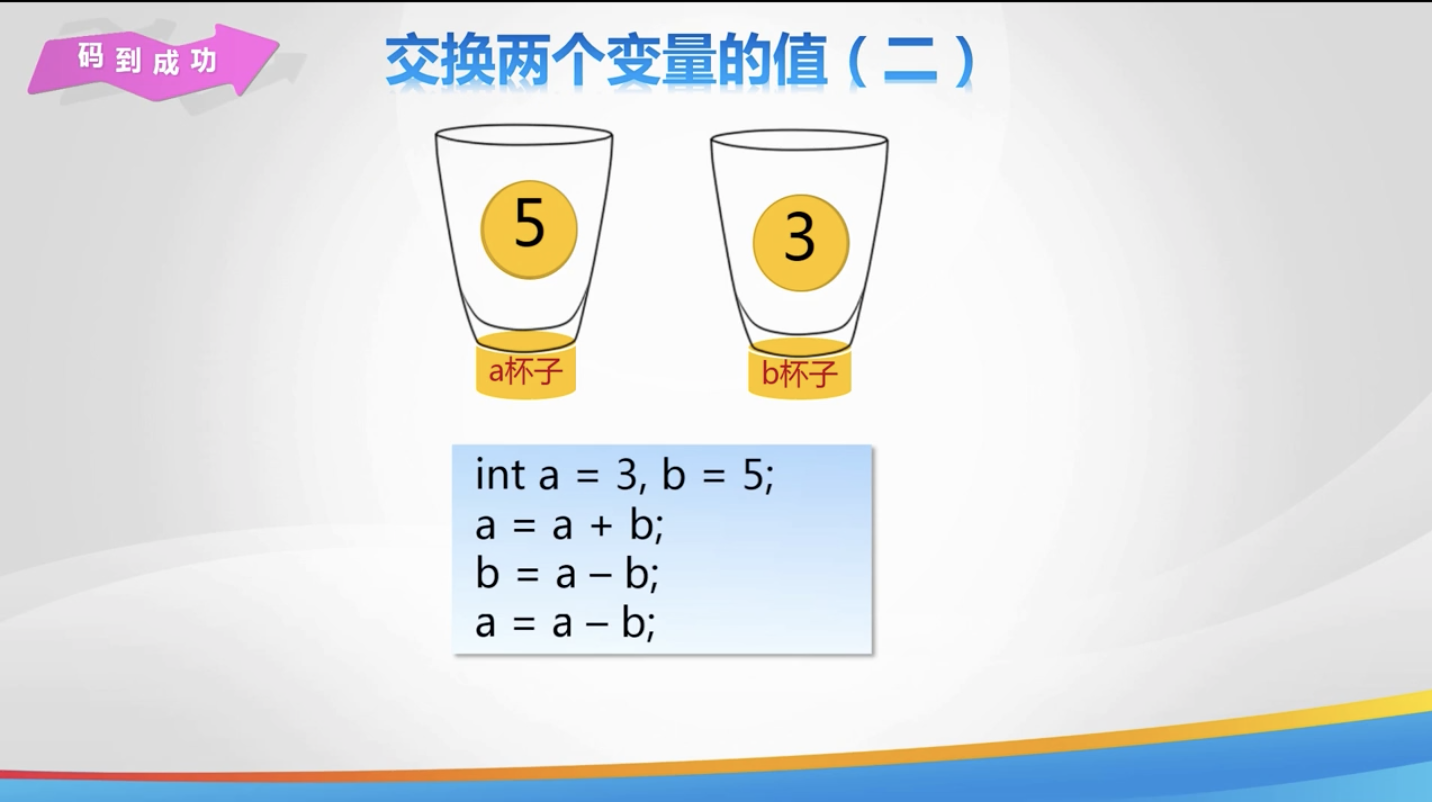 码到成功
交换两个变量的值（二）
5
3
a杯子
b杯子
int a = 3, b = 5;
a = a + b;
b = a – b;
a = a – b;